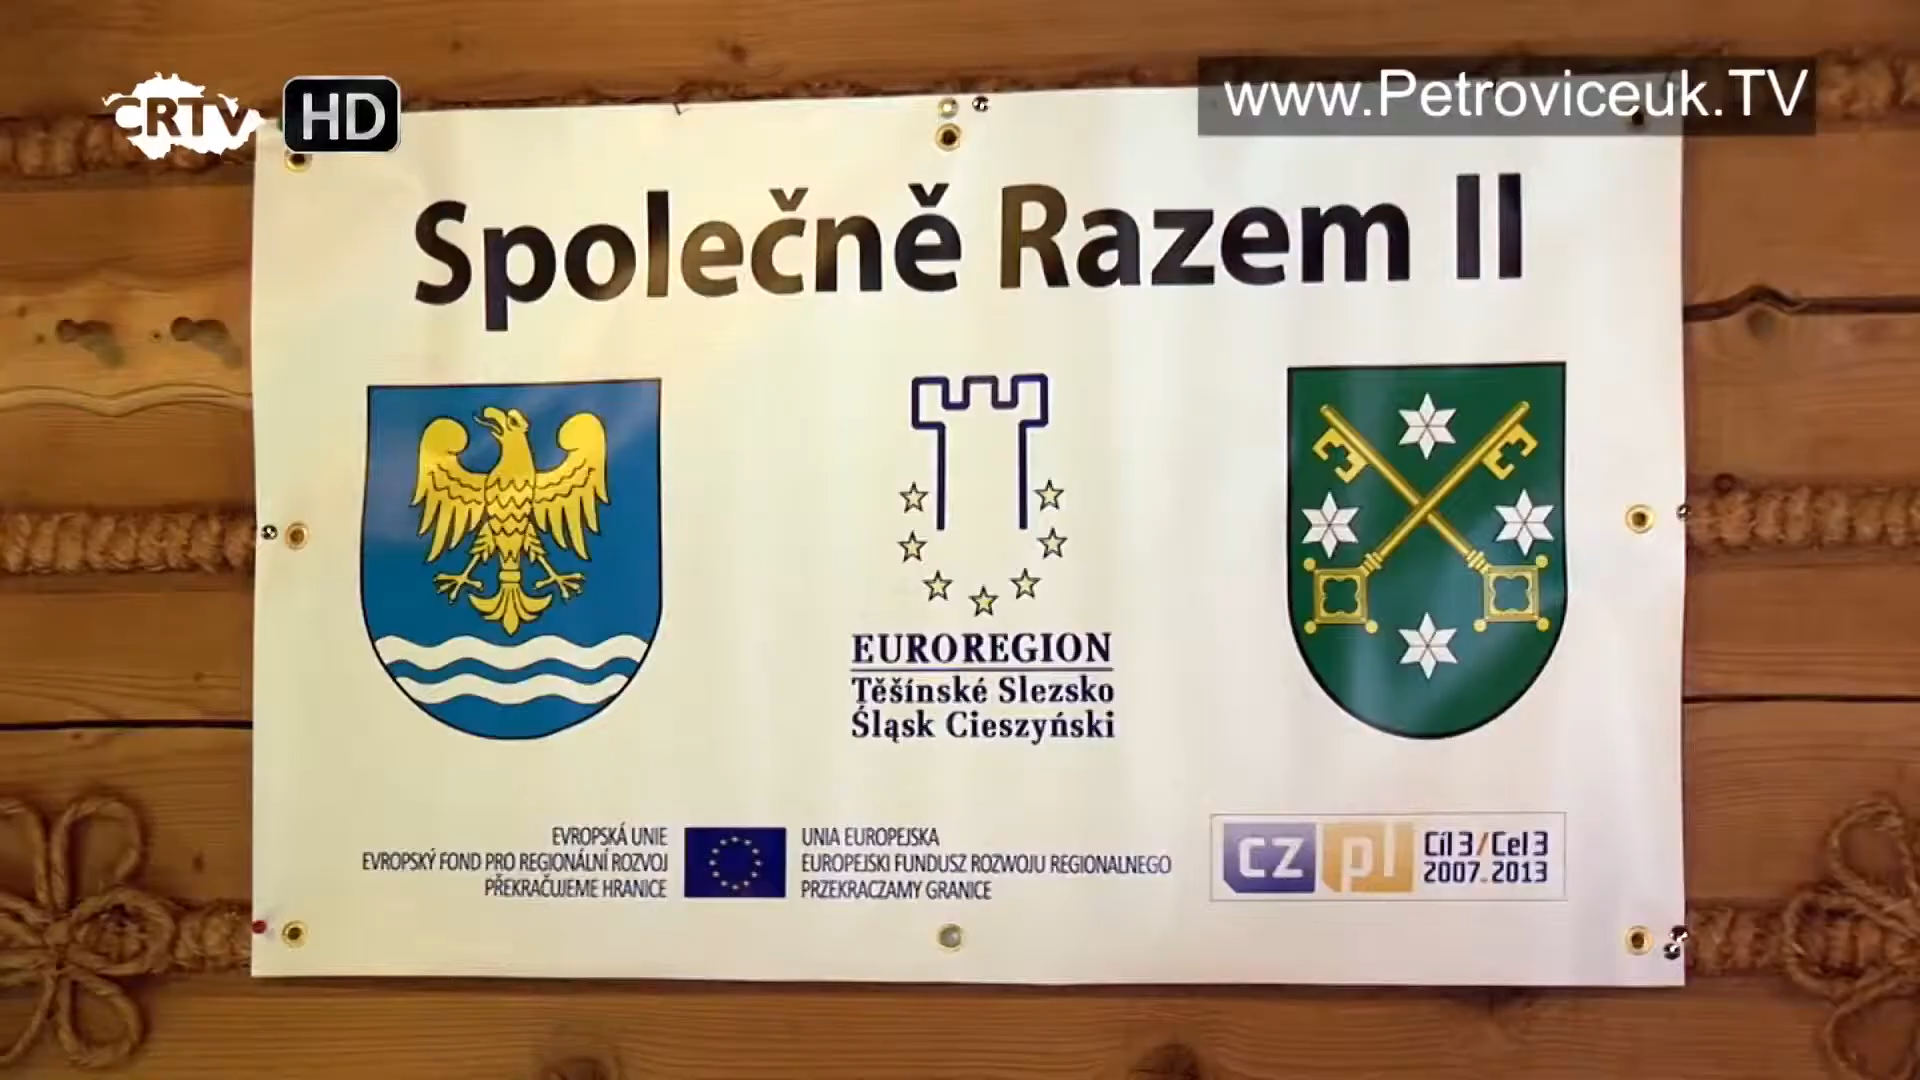 CRTV HD
www.Petroviceuk.TV
Společně Razem II
EUROREGION
Těšínské Slezsko
Śląsk Cieszyński
EVROPSKÁ UNIE
EVROPSKÝ FOND PRO REGIONÁLNÍ ROZVOJ
PŘEKRAČUJEME HRANICE
UNIA EUROPEJSKA
EUROPEJSKI FUNDUSZ ROZWOJU REGIONALNEGO
PRZEKRACZAMY GRANICE
cz pl
Cíl 3/Cel 3
2007.2013